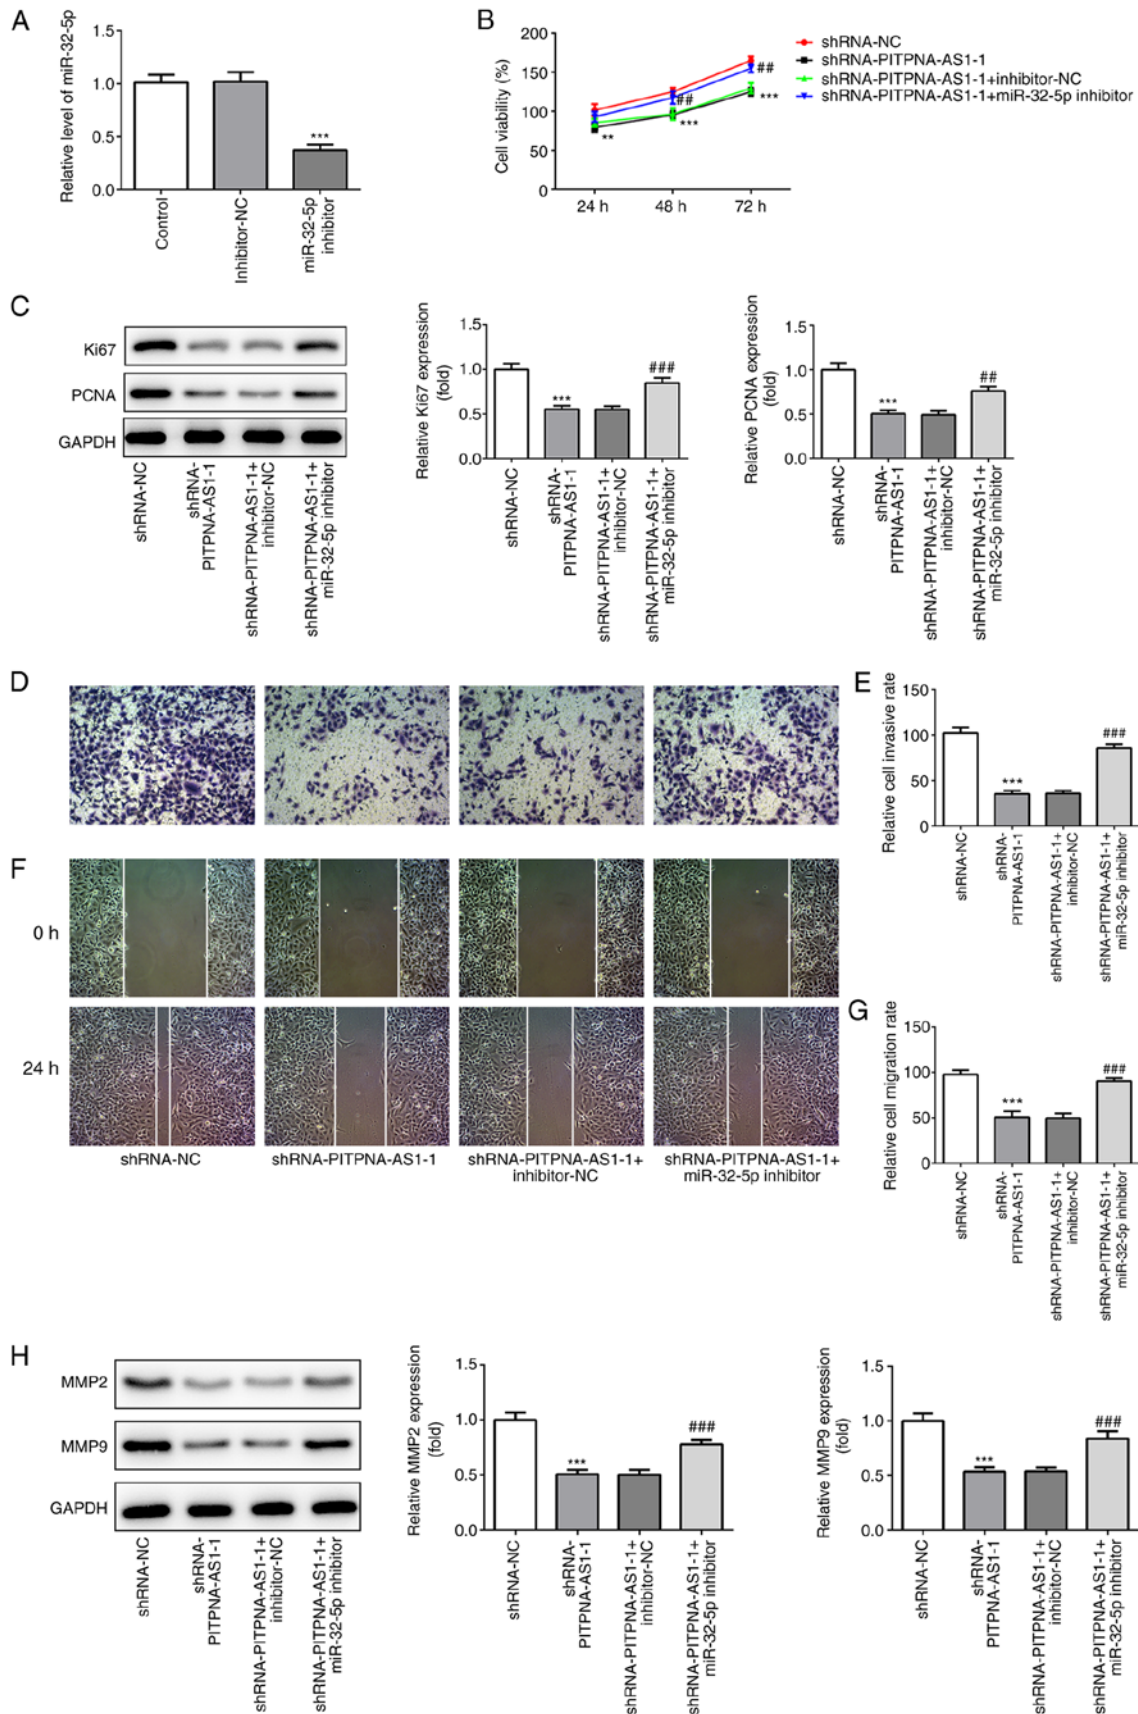 A
Relative level of miR-32-5p
1.5
1.0
0.5
0.0
***
Control
Inhibitor-NC
miR-32-5p
inhibitor
B
Cell viability (%)
200
150
100
50
0
**
##
***
##
***
24 h
48 h
72 h
shRNA-NC
shRNA-PITPNA-AS1-1
shRNA-PITPNA-AS1-1+inhibitor-NC
shRNA-PITPNA-AS1-1+miR-32-5p inhibitor
C
Ki67
PCNA
GAPDH
shRNA-NC
shRNA-
PITPNA-AS1-1
shRNA-PITPNA-AS1-1+
inhibitor-NC
shRNA-PITPNA-AS1-1+
miR-32-5p inhibitor
Relative Ki67 expression
(fold)
1.5
1.0
0.5
0.0
***
###
shRNA-NC
shRNA-
PITPNA-AS1-1
shRNA-PITPNA-AS1-1+
inhibitor-NC
shRNA-PITPNA-AS1-1+
miR-32-5p inhibitor
Relative PCNA expression
(fold)
1.5
1.0
0.5
0.0
***
##
shRNA-NC
shRNA-
PITPNA-AS1-1
shRNA-PITPNA-AS1-1+
inhibitor-NC
shRNA-PITPNA-AS1-1+
miR-32-5p inhibitor
D
E
Relative cell invasive rate
150
100
50
0
***
###
shRNA-NC
shRNA-
PITPNA-AS1-1
shRNA-PITPNA-AS1-1+
inhibitor-NC
shRNA-PITPNA-AS1-1+
miR-32-5p inhibitor
F
0 h
24 h
shRNA-NC
shRNA-PITPNA-AS1-1
shRNA-PITPNA-AS1-1+
inhibitor-NC
shRNA-PITPNA-AS1-1+
miR-32-5p inhibitor
G
Relative cell migration rate
150
100
50
0
***
###
shRNA-NC
shRNA-
PITPNA-AS1-1
shRNA-PITPNA-AS1-1+
inhibitor-NC
shRNA-PITPNA-AS1-1+
miR-32-5p inhibitor
H
MMP2
MMP9
GAPDH
shRNA-NC
shRNA-
PITPNA-AS1-1
shRNA-PITPNA-AS1-1+
inhibitor-NC
shRNA-PITPNA-AS1-1+
miR-32-5p inhibitor
Relative MMP2 expression
(fold)
1.5
1.0
0.5
0.0
***
###
shRNA-NC
shRNA-
PITPNA-AS1-1
shRNA-PITPNA-AS1-1+
inhibitor-NC
shRNA-PITPNA-AS1-1+
miR-32-5p inhibitor
Relative MMP9 expression
(fold)
1.5
1.0
0.5
0.0
***
###
shRNA-NC
shRNA-
PITPNA-AS1-1
shRNA-PITPNA-AS1-1+
inhibitor-NC
shRNA-PITPNA-AS1-1+
miR-32-5p inhibitor